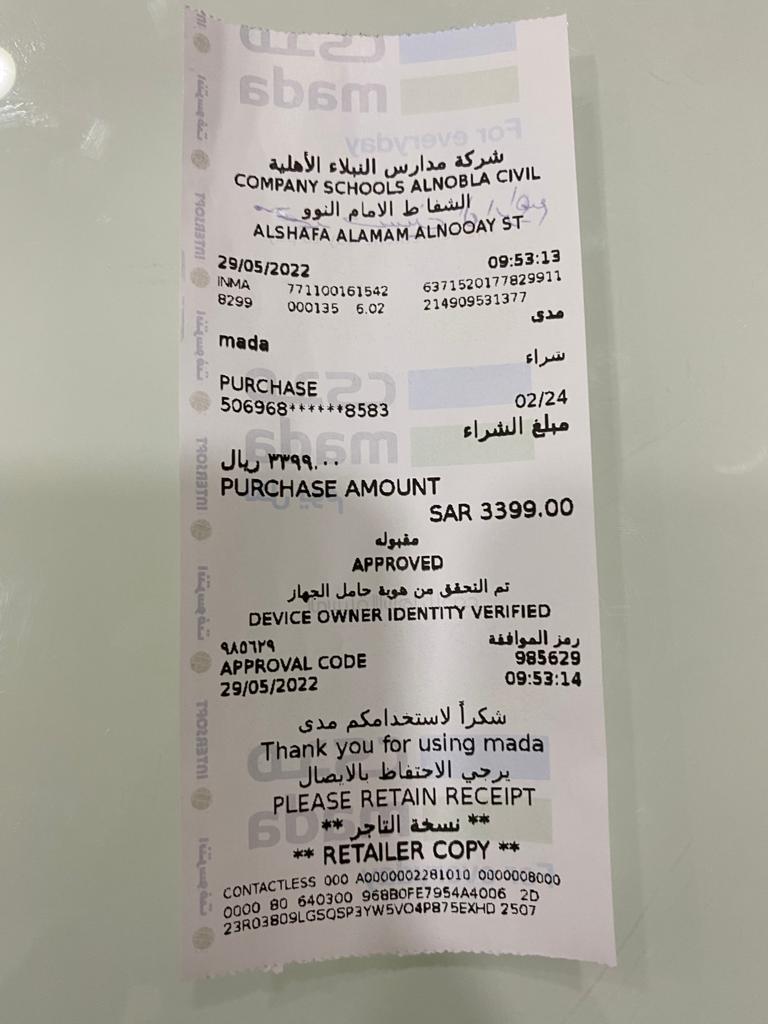 شركة مدارس النبلاء الأهلية
COMPANY SCHOOLS ALNOBLA CIVIL
الشفا ط الامام النوو
ALSHAFA ALAMAM ALNOOAY ST
29/05/2022 09:53:13
INMA 771100161542 6371520177829911
8299 000135 6.02 214909531377
مدى
mada
شراء
PURCHASE
506968******8583 02/24
مبلغ الشراء
٣٣٩٩.٠٠ ريال
PURCHASE AMOUNT
SAR 3399.00
مقبوله
APPROVED
تم التحقق من هوية حامل الجهاز
DEVICE OWNER IDENTITY VERIFIED
رمز الموافقة ٩٨٥٦٢٩
APPROVAL CODE 985629
29/05/2022 09:53:14
شكراً لاستخدامكم مدى
Thank you for using mada
يرجي الاحتفاظ بالايصال
PLEASE RETAIN RECEIPT
** نسخة التاجر **
** RETAILER COPY **
CONTACTLESS 000 A0000002281010 0000008000
0000 80 640300 968B0FE7954A4006 2D
23R03809LGSQSP3YW5VO4P875EXHD 2507